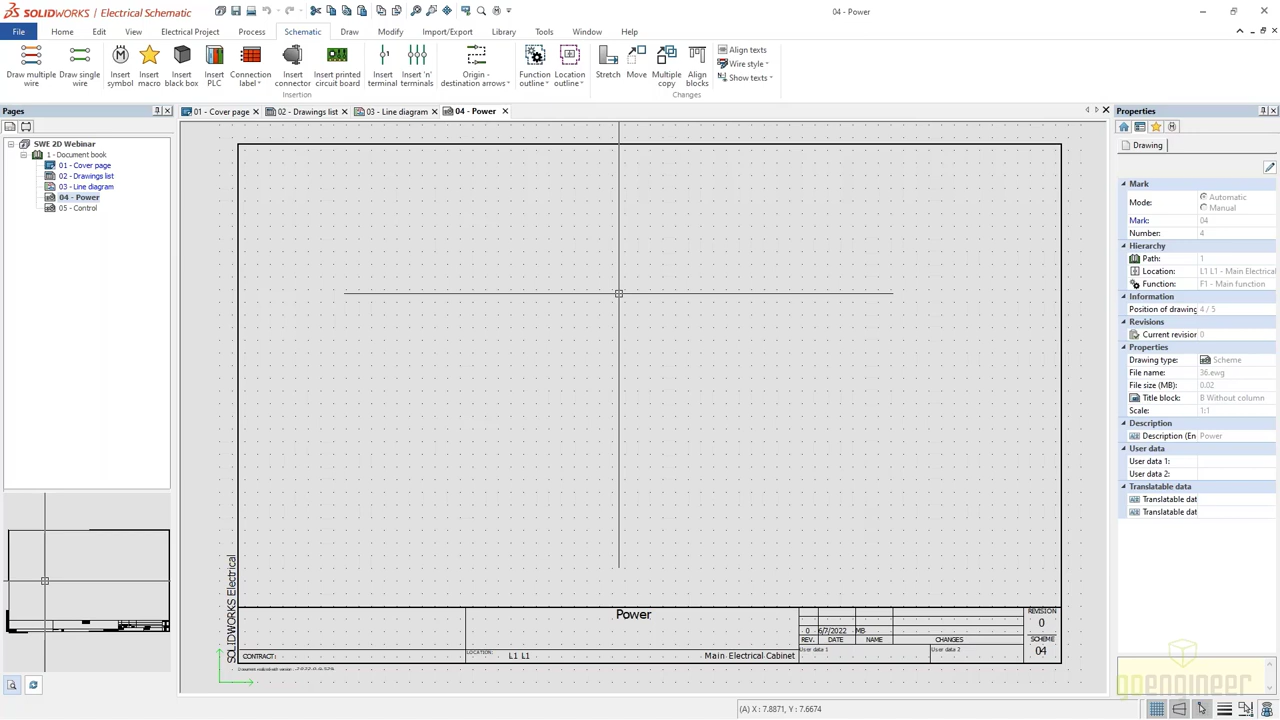 SOLIDWORKS | Electrical Schematic
04 - Power
File Home Edit View Electrical Project Process Schematic Draw Modify Import/Export Library Tools Window Help
Draw multiple wire
Draw single wire
Insert symbol
Insert macro
Insert black box
Insert PLC
Connection label
Insert connector
Insert printed circuit board
Insert terminal
Insert 'n' terminals
Origin - destination arrows
Function outline
Location outline
Stretch
Move
Multiple copy
Align blocks
Align texts
Wire style
Show texts
Insertion
Changes
Pages
01 - Cover page
02 - Drawings list
03 - Line diagram
04 - Power
Properties
SWE 2D Webinar
1 - Document book
01 - Cover page
02 - Drawings list
03 - Line diagram
04 - Power
05 - Control
Drawing
Mark
Mode: Automatic
Manual
Mark: 04
Number: 4
Hierarchy
Path: 1
Location: L1 L1 - Main Electrical
Function: F1 - Main function
Information
Position of drawing 4 / 5
Revisions
Current revision 0
Properties
Drawing type: Scheme
File name: 36.ewg
File size (MB): 0.02
Title block: B Without column
Scale: 1:1
Description
Description (En Power
User data
User data 1:
User data 2:
Translatable data
Translatable dat
Translatable dat
SOLIDWORKS Electrical
Power
REVISION
0
0 6/7/2022 MB
REV. DATE NAME CHANGES
SCHEME
04
CONTRACT:
LOCATION:
L1 L1
Main Electrical Cabinet
User data 1
User data 2
goengineer
(A) X : 7.8871, Y : 7.6674